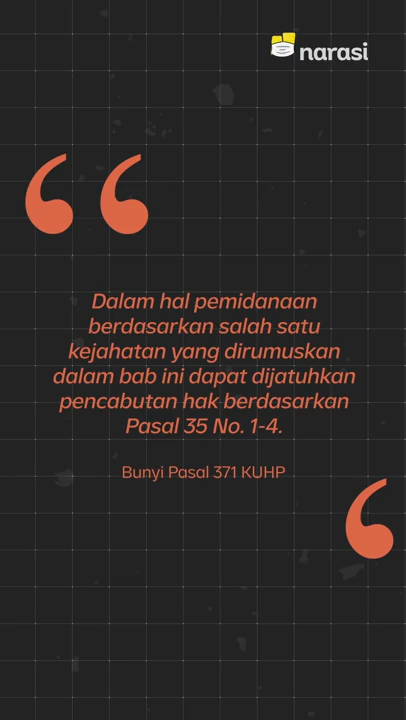 narasi
Dalam hal pemidanaan
berdasarkan salah satu
kejahatan yang dirumuskan
dalam bab ini dapat dijatuhkan
pencabutan hak berdasarkan
Pasal 35 No. 1-4.
Bunyi Pasal 371 KUHP